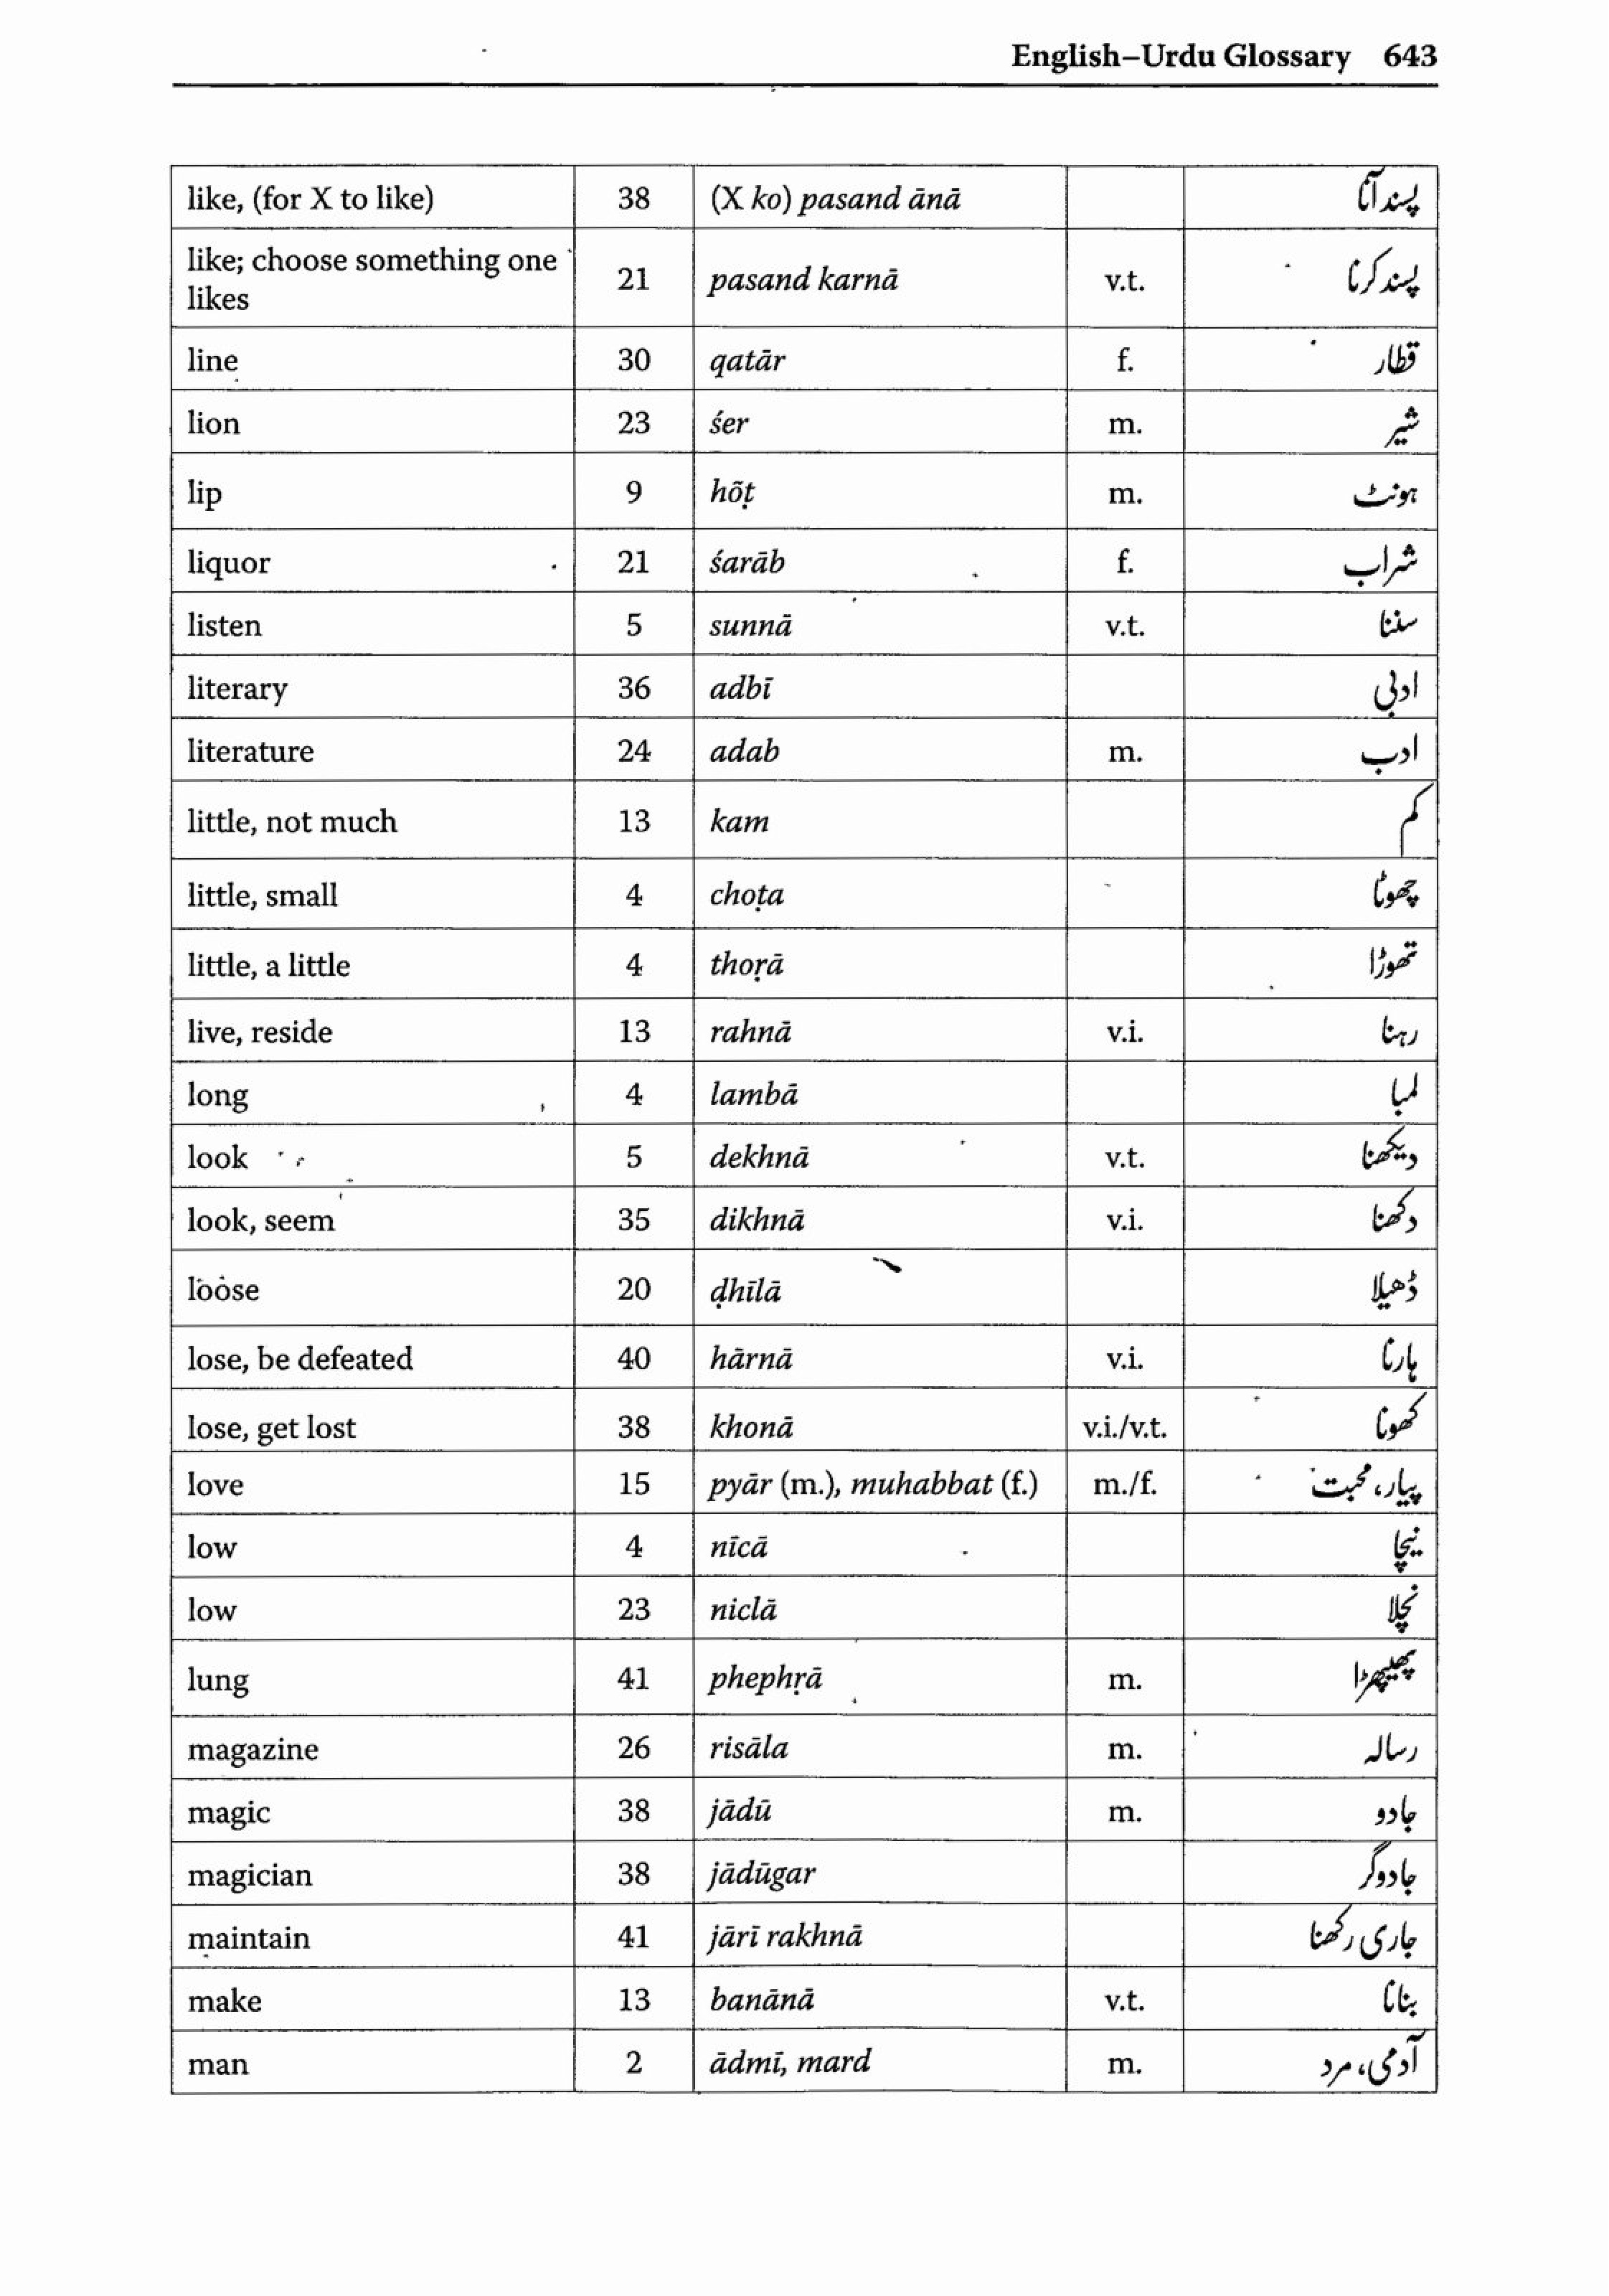 English–Urdu Glossary 643
like, (for X to like) 38 (X ko) pasand ānā پسند آنا
like; choose something one
likes 21 pasand karnā v.t. پسند کرنا
line 30 qatār f. قطار
lion 23 śer m. شیر
lip 9 hõṭ m. ہونٹ
liquor 21 śarāb f. شراب
listen 5 sunnā v.t. سننا
literary 36 adbī ادبی
literature 24 adab m. ادب
little, not much 13 kam کم
little, small 4 choṭa چھوٹا
little, a little 4 thoṛā تھوڑا
live, reside 13 rahnā v.i. رہنا
long 4 lambā لمبا
look 5 dekhnā v.t. دیکھنا
look, seem 35 dikhnā v.i. دکھنا
loose 20 ḍhīlā ڈھیلا
lose, be defeated 40 hārnā v.i. ہارنا
lose, get lost 38 khonā v.i./v.t. کھونا
love 15 pyār (m.), muhabbat (f.) m./f. پیار، محبت
low 4 nīcā نیچا
low 23 niclā نچلا
lung 41 phephṛā m. پھیپھڑا
magazine 26 risāla m. رسالہ
magic 38 jādū m. جادو
magician 38 jādūgar جادوگر
maintain 41 jārī rakhnā جاری رکھنا
make 13 banānā v.t. بنانا
man 2 ādmī, mard m. آدمی، مرد